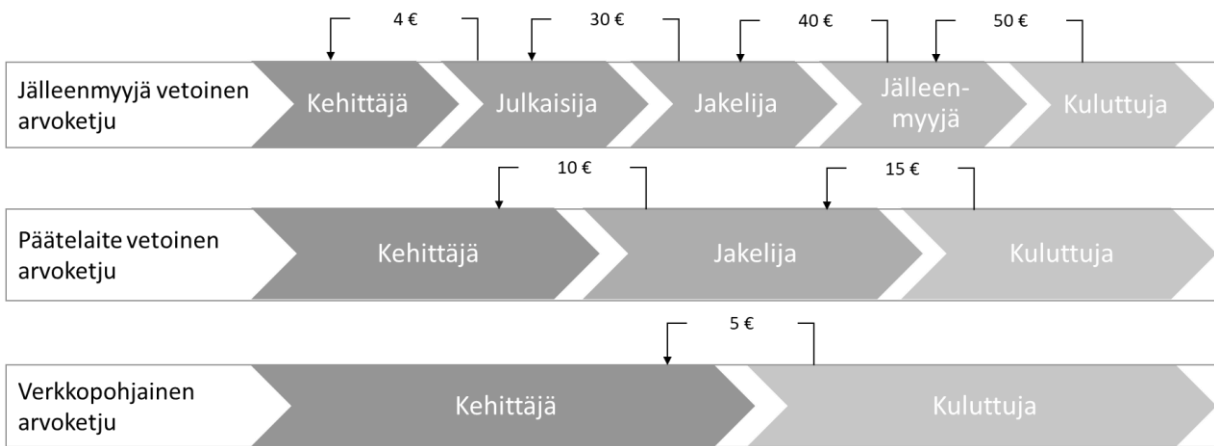 4 €
30 €
40 €
50 €
Jälleenmyyjä vetoinen
arvoketju
Kehittäjä
Julkaisija
Jakelija
Jälleen-
myyjä
Kuluttuja
10 €
15 €
Päätelaite vetoinen
arvoketju
Kehittäjä
Jakelija
Kuluttuja
5 €
Verkkopohjainen
arvoketju
Kehittäjä
Kuluttuja